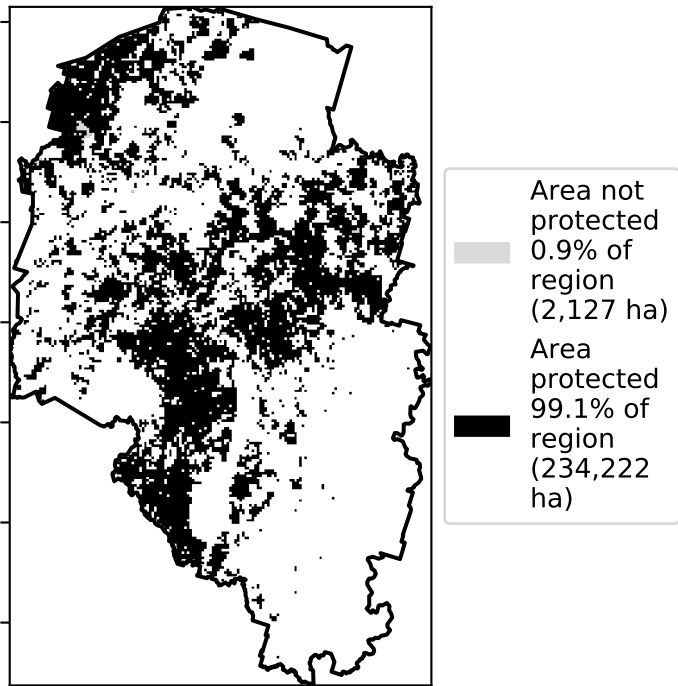 Area not
protected
0.9% of
region
(2,127 ha)
Area
protected
99.1% of
region
(234,222
ha)